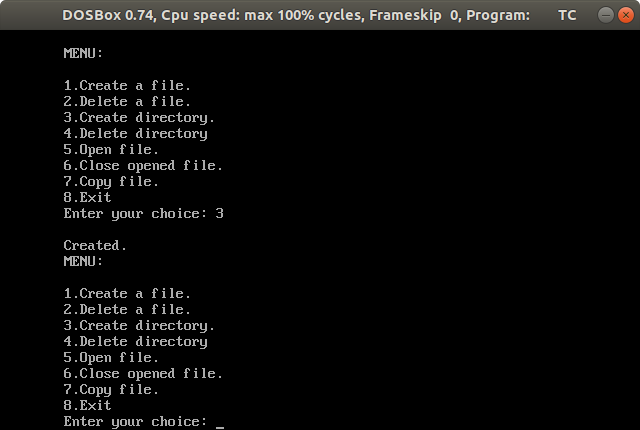 DOSBox 0.74, Cpu speed: max 100% cycles, Frameskip 0, Program: TC
MENU:
1.Create a file.
2.Delete a file.
3.Create directory.
4.Delete directory
5.Open file.
6.Close opened file.
7.Copy file.
8.Exit
Enter your choice: 3
Created.
MENU:
1.Create a file.
2.Delete a file.
3.Create directory.
4.Delete directory
5.Open file.
6.Close opened file.
7.Copy file.
8.Exit
Enter your choice: _